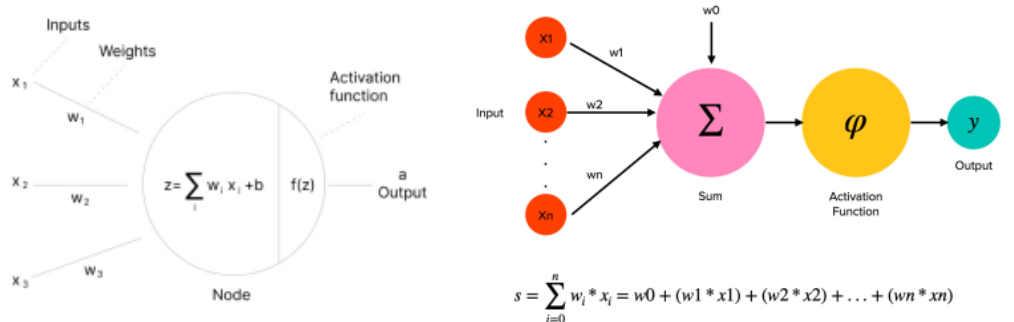 Inputs
Weights
x₁
w₁
x₂
w₂
x₃
w₃
z= ∑ᵢ wᵢ xᵢ +b
f(z)
Activation
function
a
Output
Node
w0
X1
w1
Input
X2
w2
Xn
wn
Σ
φ
y
Sum
Activation
Function
Output
s = ∑ⁿᵢ₌₀ wᵢ * xᵢ = w0 + (w1 * x1) + (w2 * x2) + . . . + (wn * xn)